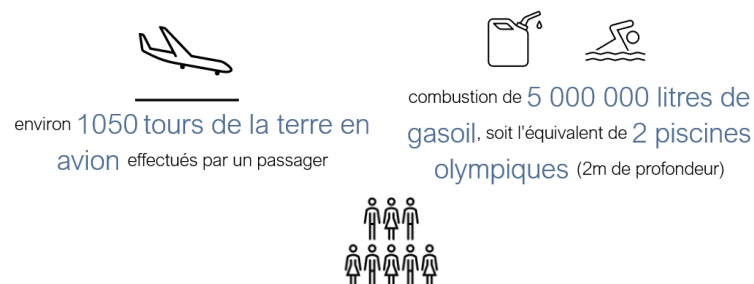 environ 1050 tours de la terre en
avion effectués par un passager
combustion de 5 000 000 litres de
gasoil, soit l'équivalent de 2 piscines
olympiques (2m de profondeur)